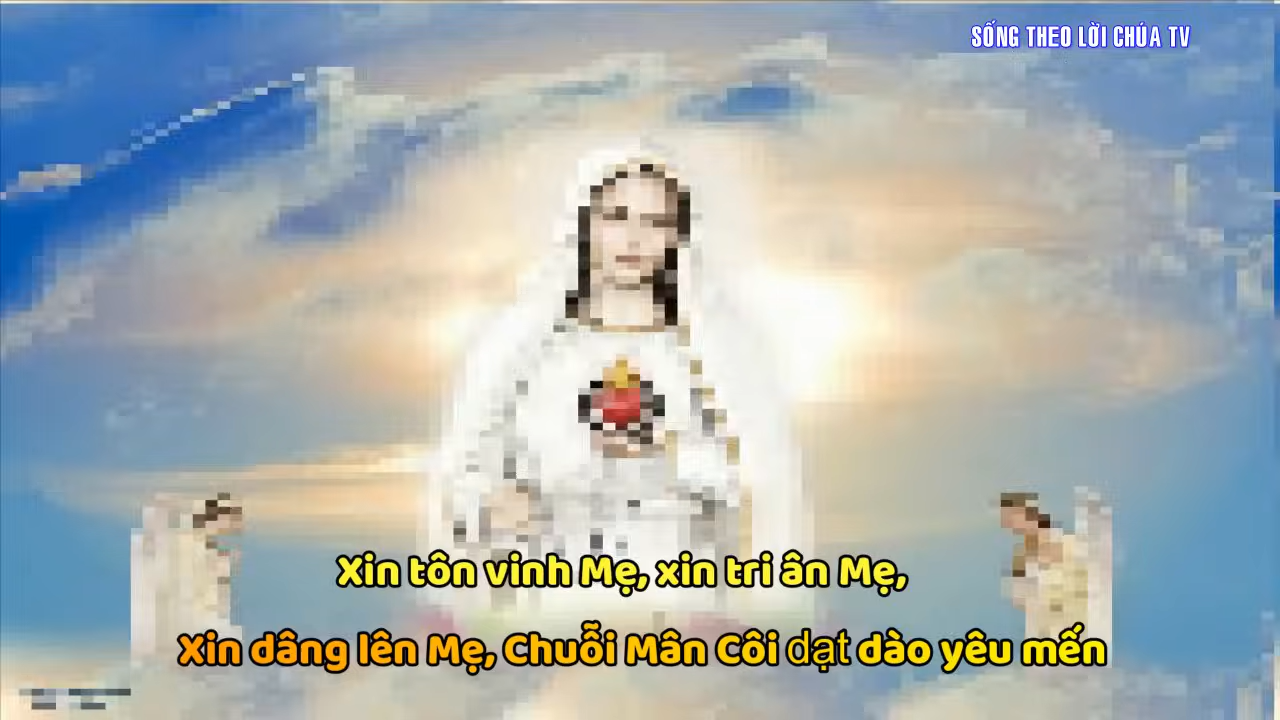 SỐNG THEO LỜI CHÚA TV
Xin tôn vinh Mẹ, xin tri ân Mẹ,
Xin dâng lên Mẹ, Chuỗi Mân Côi dạt dào yêu mến